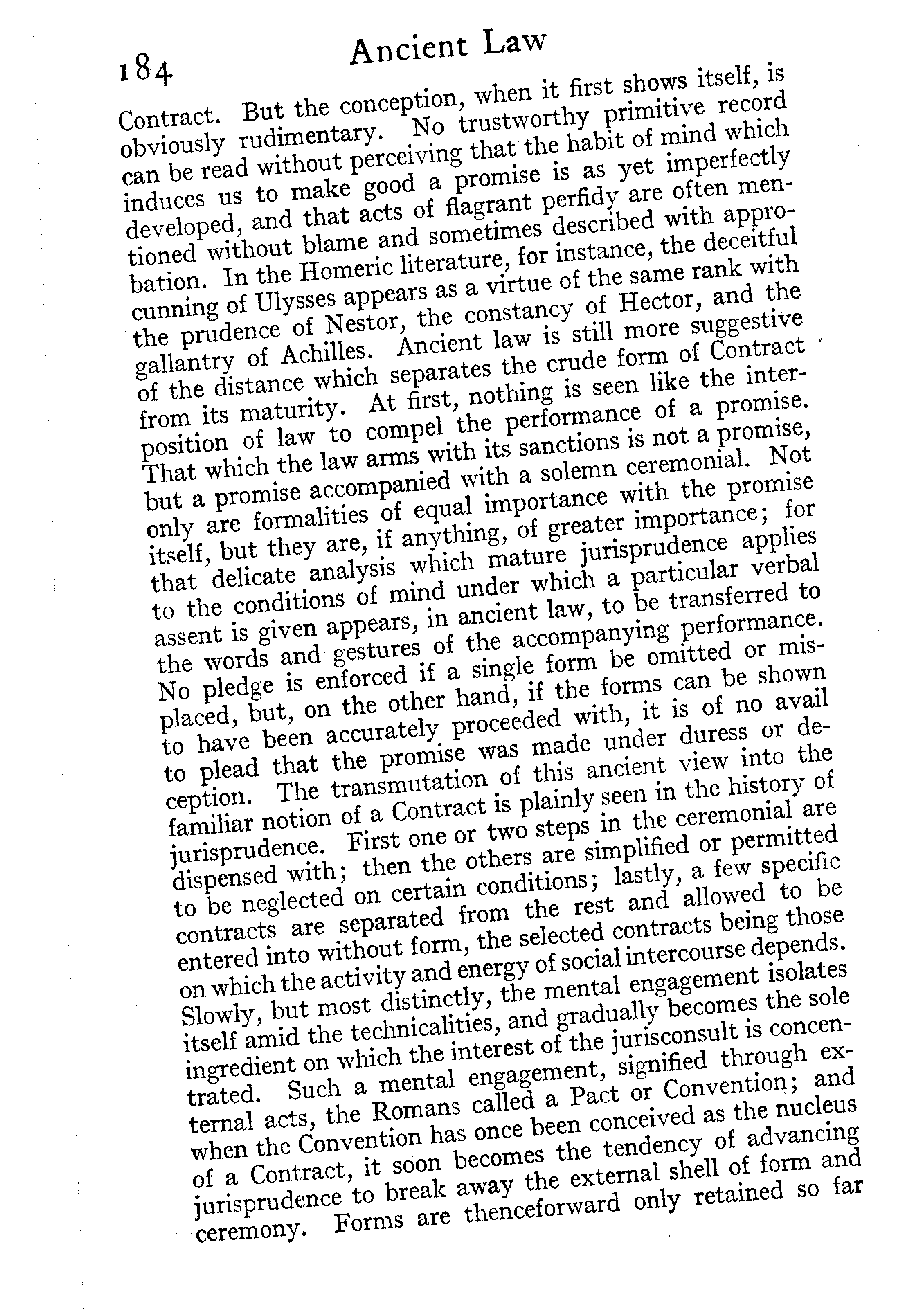 184 Ancient Law
Contract. But the conception, when it first shows itself, is
obviously rudimentary. No trustworthy primitive record
can be read without perceiving that the habit of mind which
induces us to make good a promise is as yet imperfectly
developed, and that acts of flagrant perfidy are often men-
tioned without blame and sometimes described with appro-
bation. In the Homeric literature, for instance, the deceitful
cunning of Ulysses appears as a virtue of the same rank with
the prudence of Nestor, the constancy of Hector, and the
gallantry of Achilles. Ancient law is still more suggestive
of the distance which separates the crude form of Contract
from its maturity. At first, nothing is seen like the inter-
position of law to compel the performance of a promise.
That which the law arms with its sanctions is not a promise,
but a promise accompanied with a solemn ceremonial. Not
only are formalities of equal importance with the promise
itself, but they are, if anything, of greater importance; for
that delicate analysis which mature jurisprudence applies
to the conditions of mind under which a particular verbal
assent is given appears, in ancient law, to be transferred to
the words and gestures of the accompanying performance.
No pledge is enforced if a single form be omitted or mis-
placed, but, on the other hand, if the forms can be shown
to have been accurately proceeded with, it is of no avail
to plead that the promise was made under duress or de-
ception. The transmutation of this ancient view into the
familiar notion of a Contract is plainly seen in the history of
jurisprudence. First one or two steps in the ceremonial are
dispensed with; then the others are simplified or permitted
to be neglected on certain conditions; lastly, a few specific
contracts are separated from the rest and allowed to be
entered into without form, the selected contracts being those
on which the activity and energy of social intercourse depends.
Slowly, but most distinctly, the mental engagement isolates
itself amid the technicalities, and gradually becomes the sole
ingredient on which the interest of the jurisconsult is concen-
trated. Such a mental engagement, signified through ex-
ternal acts, the Romans called a Pact or Convention; and
when the Convention has once been conceived as the nucleus
of a Contract, it soon becomes the tendency of advancing
jurisprudence to break away the external shell of form and
ceremony. Forms are thenceforward only retained so far